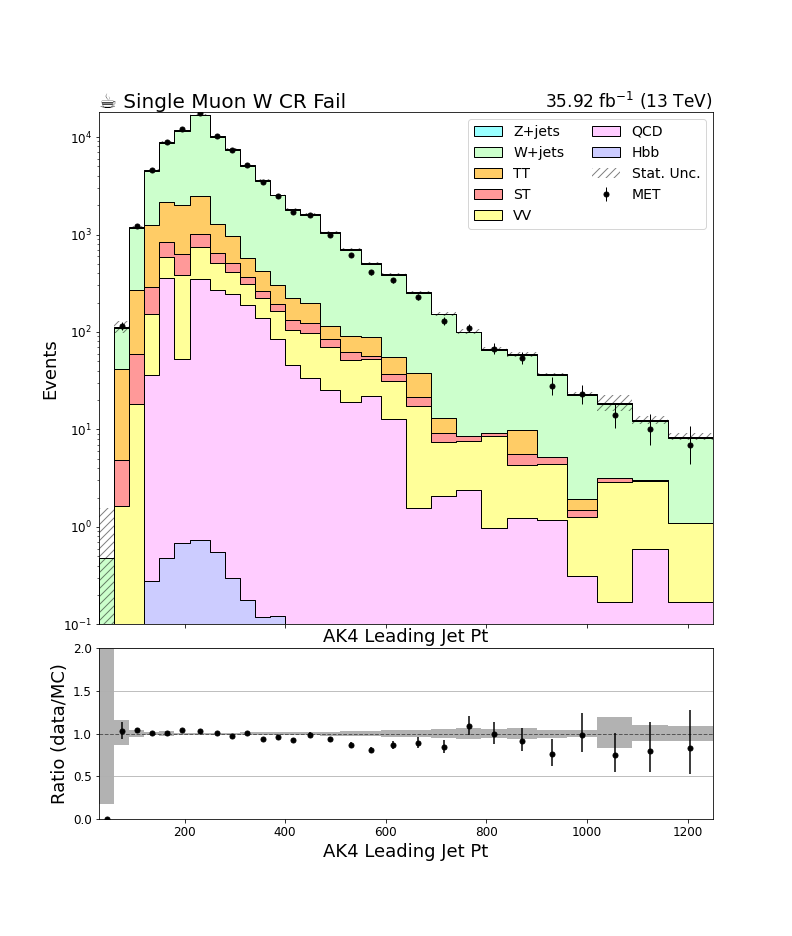 ☕ Single Muon W CR Fail
35.92 fb⁻¹ (13 TeV)
Z+jets
W+jets
TT
ST
VV
QCD
Hbb
Stat. Unc.
MET
Events
10⁴
10³
10²
10¹
10⁰
10⁻¹
AK4 Leading Jet Pt
Ratio (data/MC)
2.0
1.5
1.0
0.5
0.0
200 400 600 800 1000 1200
AK4 Leading Jet Pt